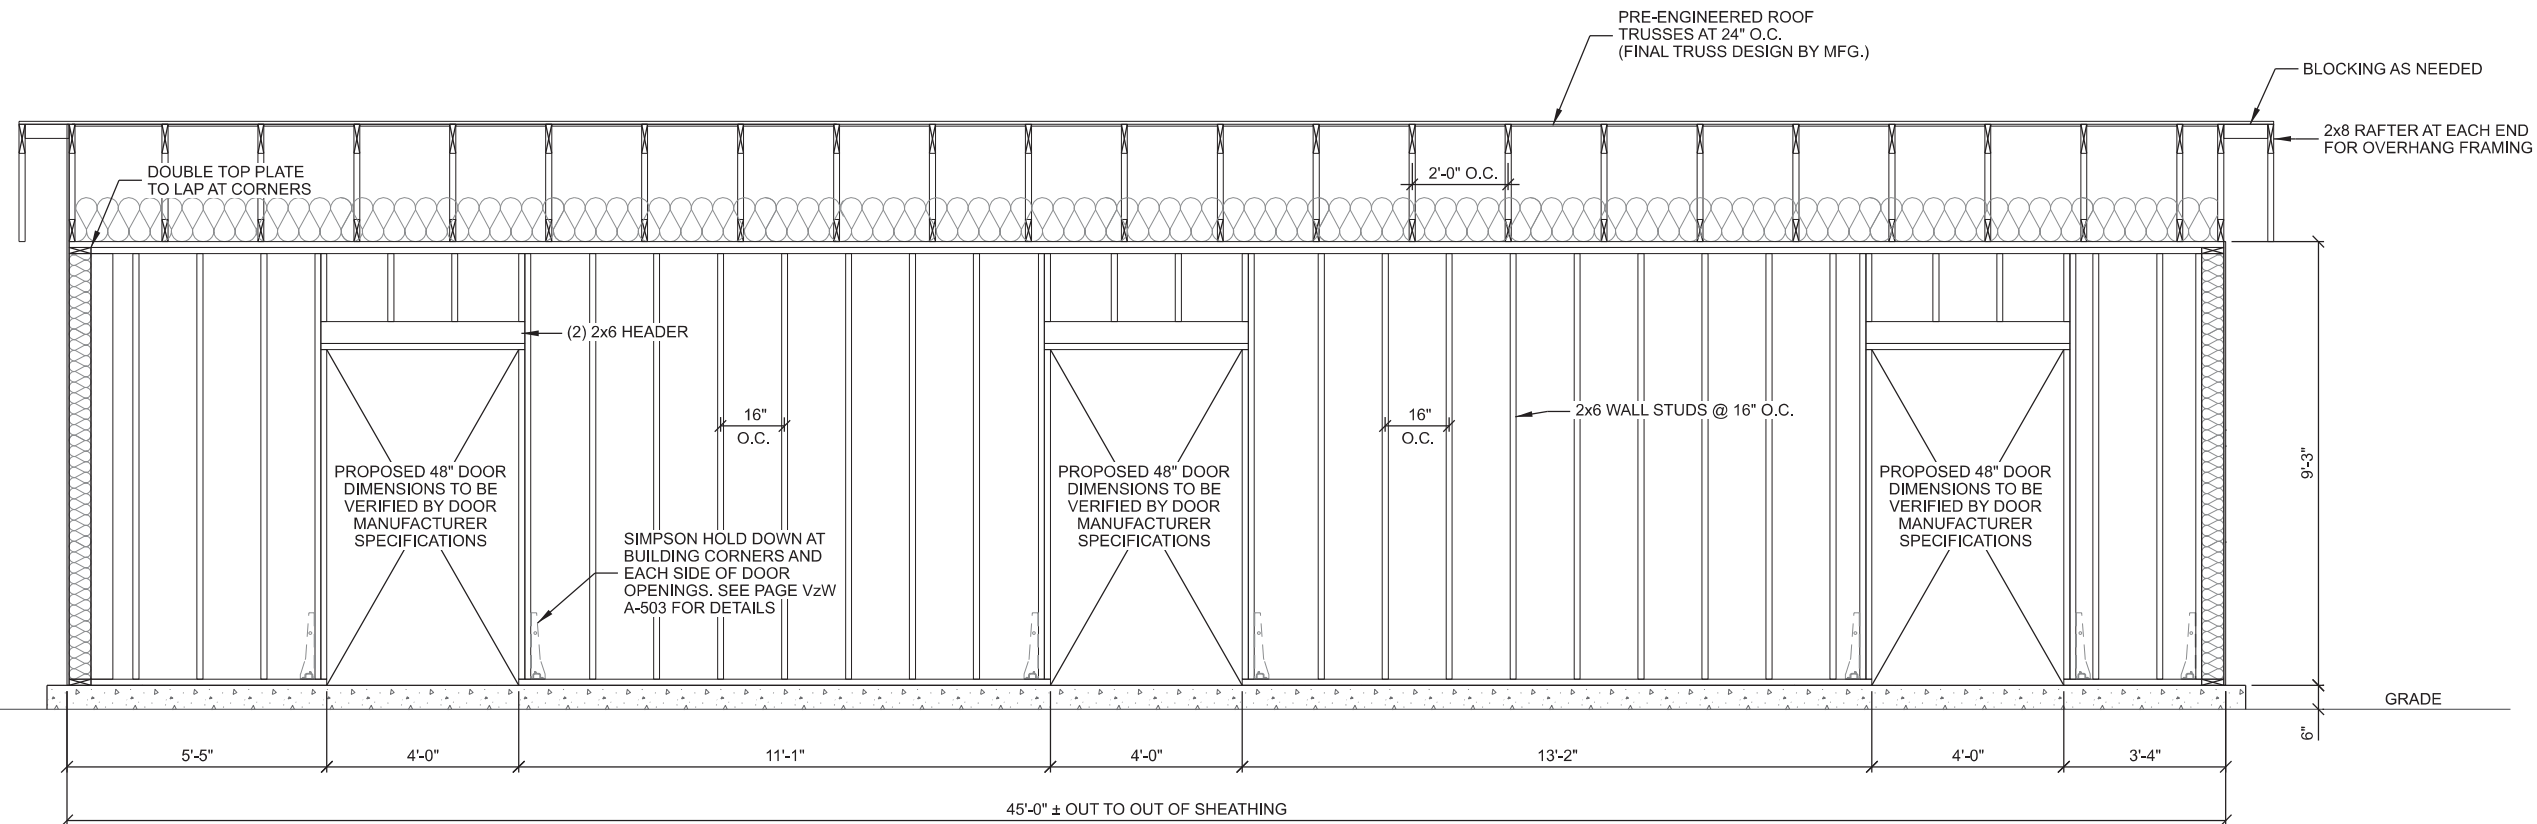 PRE-ENGINEERED ROOF
TRUSSES AT 24" O.C.
(FINAL TRUSS DESIGN BY MFG.)
BLOCKING AS NEEDED
2x8 RAFTER AT EACH END
FOR OVERHANG FRAMING
DOUBLE TOP PLATE
TO LAP AT CORNERS
2'-0" O.C.
(2) 2x6 HEADER
16"
O.C.
16"
O.C.
2x6 WALL STUDS @ 16" O.C.
9'-3"
PROPOSED 48" DOOR
DIMENSIONS TO BE
VERIFIED BY DOOR
MANUFACTURER
SPECIFICATIONS
PROPOSED 48" DOOR
DIMENSIONS TO BE
VERIFIED BY DOOR
MANUFACTURER
SPECIFICATIONS
PROPOSED 48" DOOR
DIMENSIONS TO BE
VERIFIED BY DOOR
MANUFACTURER
SPECIFICATIONS
SIMPSON HOLD DOWN AT
BUILDING CORNERS AND
EACH SIDE OF DOOR
OPENINGS. SEE PAGE VzW
A-503 FOR DETAILS
GRADE
6"
5'-5"
4'-0"
11'-1"
4'-0"
13'-2"
4'-0"
3'-4"
45'-0" ± OUT TO OUT OF SHEATHING